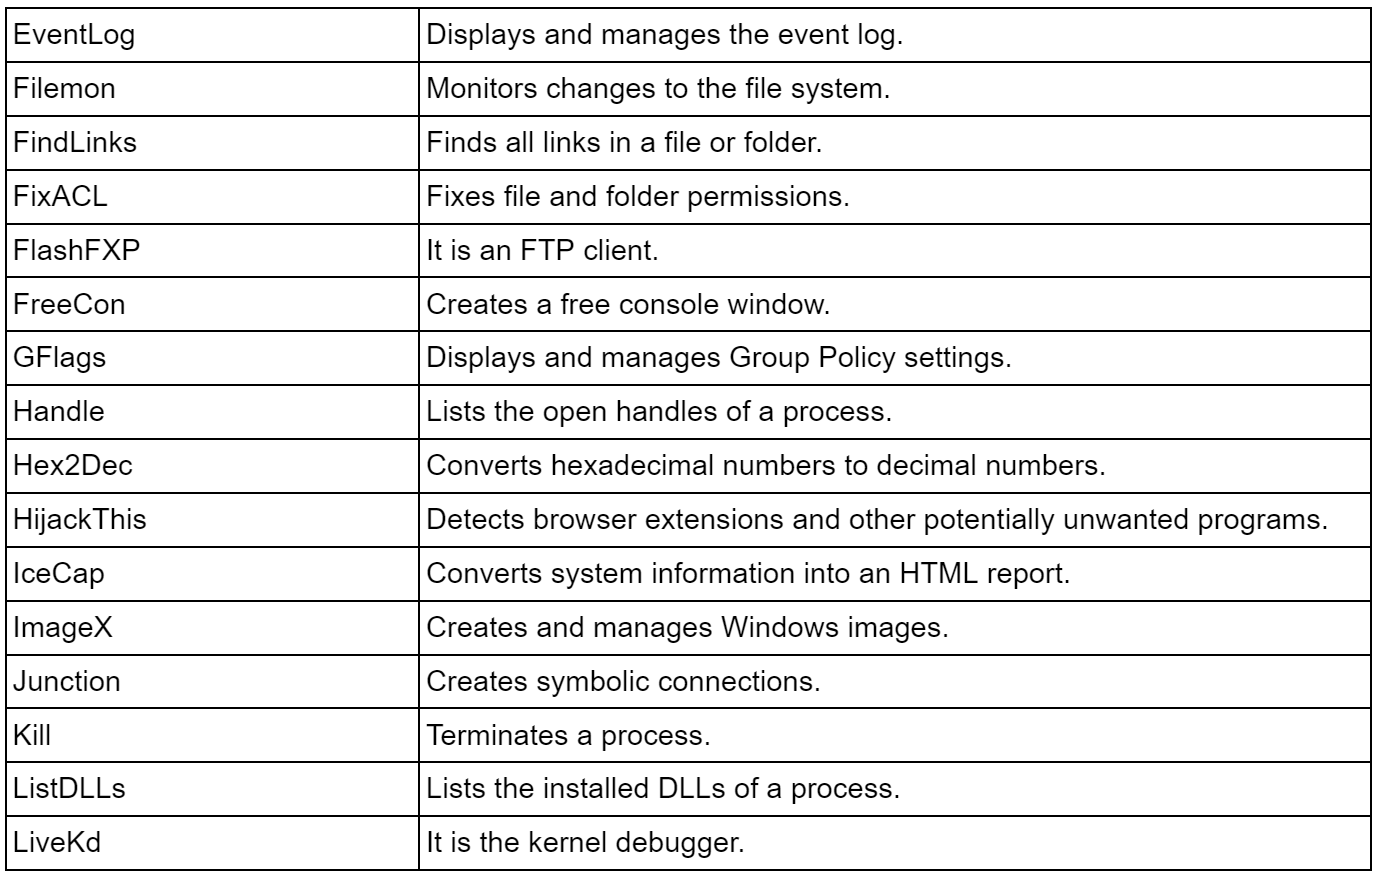 EventLog Displays and manages the event log.
Filemon Monitors changes to the file system.
FindLinks Finds all links in a file or folder.
FixACL Fixes file and folder permissions.
FlashFXP It is an FTP client.
FreeCon Creates a free console window.
GFlags Displays and manages Group Policy settings.
Handle Lists the open handles of a process.
Hex2Dec Converts hexadecimal numbers to decimal numbers.
HijackThis Detects browser extensions and other potentially unwanted programs.
IceCap Converts system information into an HTML report.
ImageX Creates and manages Windows images.
Junction Creates symbolic connections.
Kill Terminates a process.
ListDLLs Lists the installed DLLs of a process.
LiveKd It is the kernel debugger.